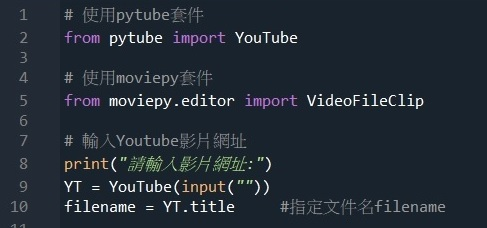 1 # 使用pytube套件
2 from pytube import YouTube
3
4 # 使用moviepy套件
5 from moviepy.editor import VideoFileClip
6
7 # 輸入Youtube影片網址
8 print("請輸入影片網址:")
9 YT = YouTube(input(""))
10 filename = YT.title #指定文件名filename